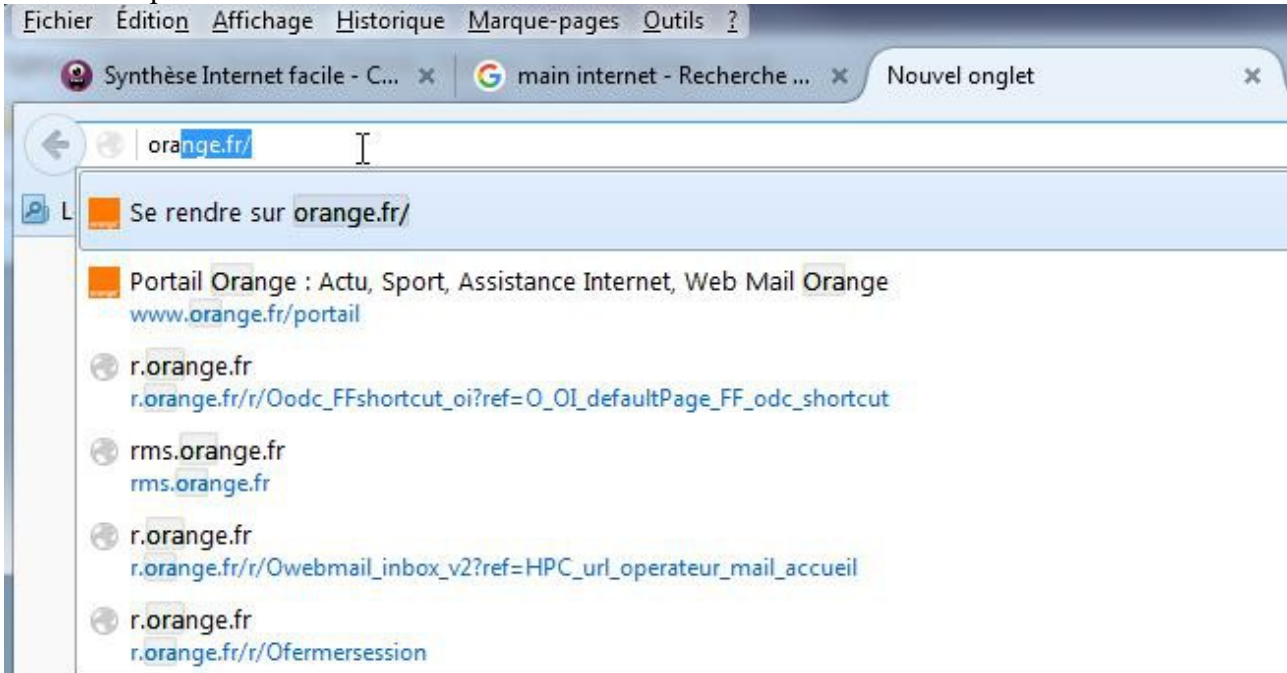 Fichier Édition Affichage Historique Marque-pages Outils ?
Synthèse Internet facile - C... × main internet - Recherche ... × Nouvel onglet ×
orange.fr/
L
Se rendre sur orange.fr/
Portail Orange : Actu, Sport, Assistance Internet, Web Mail Orange
www.orange.fr/portail
r.orange.fr
r.orange.fr/r/Oodc_FFshortcut_oi?ref=O_OI_defaultPage_FF_odc_shortcut
rms.orange.fr
rms.orange.fr
r.orange.fr
r.orange.fr/r/Owebmail_inbox_v2?ref=HPC_url_operateur_mail_accueil
r.orange.fr
r.orange.fr/r/Ofermersession